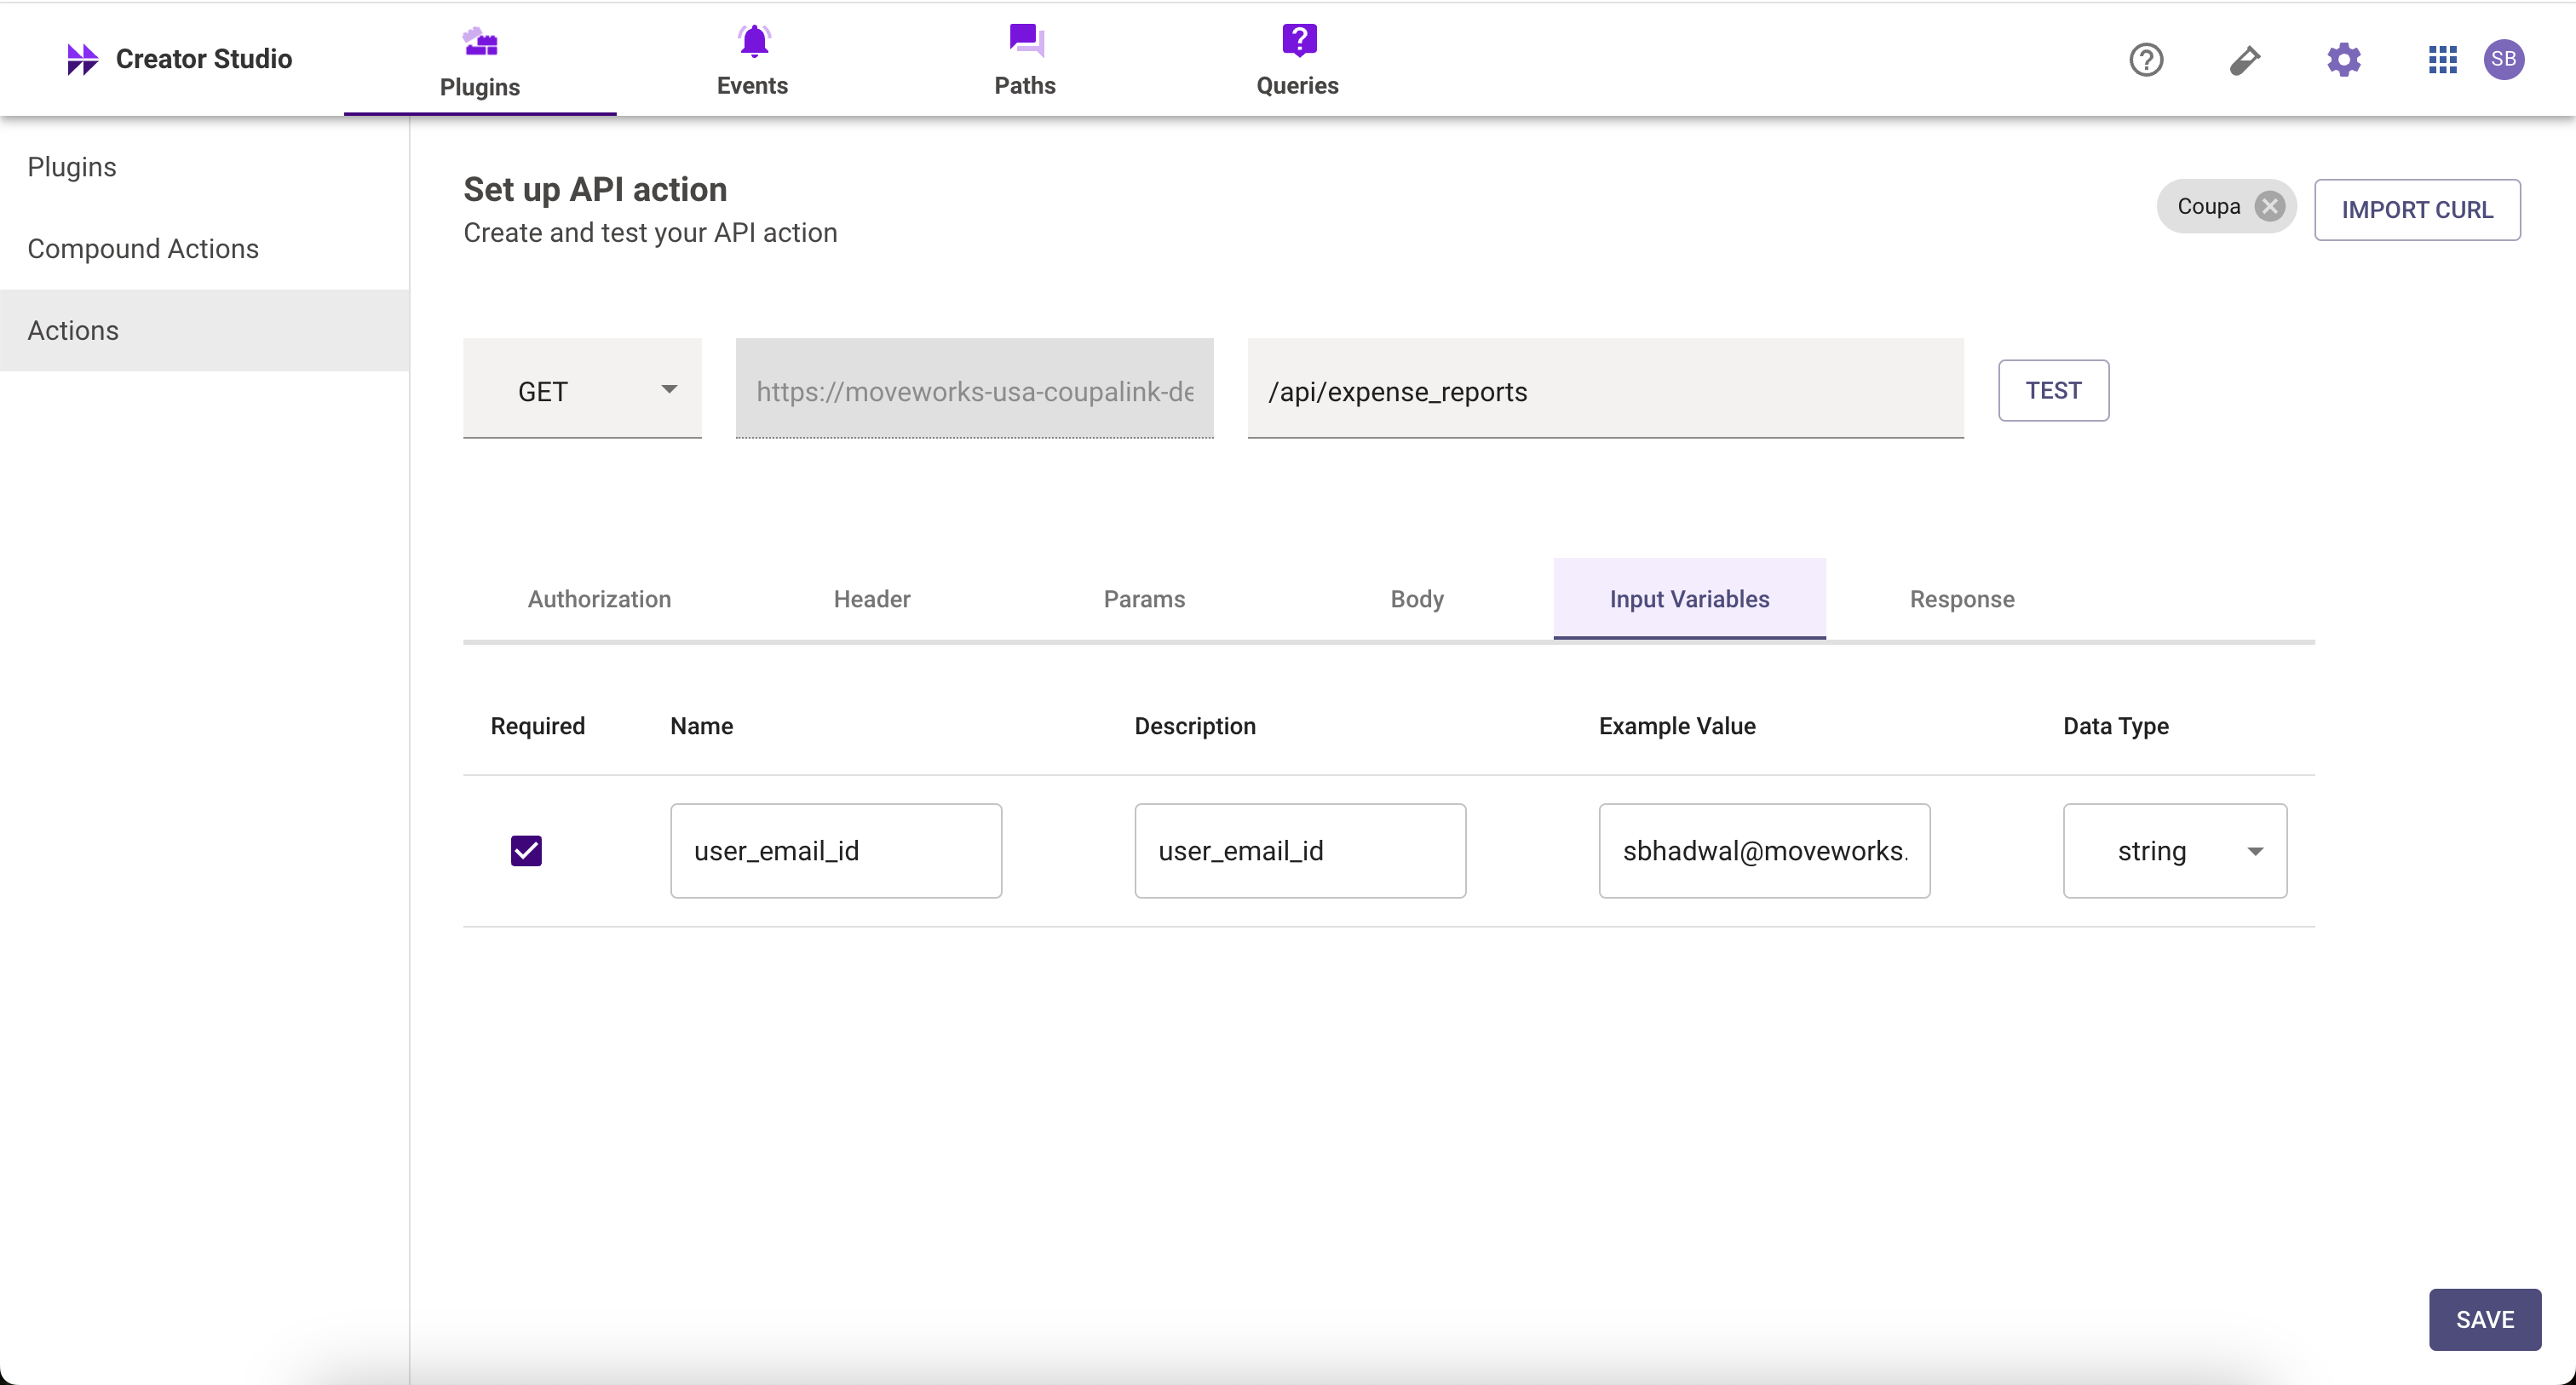 Creator Studio
Plugins
Events
Paths
Queries
?
SB
Plugins
Compound Actions
Actions
Set up API action
Create and test your API action
Coupa
IMPORT CURL
GET
https://moveworks-usa-coupalink-de
/api/expense_reports
TEST
Authorization
Header
Params
Body
Input Variables
Response
Required
Name
Description
Example Value
Data Type
user_email_id
user_email_id
sbhadwal@moveworks.
string
SAVE